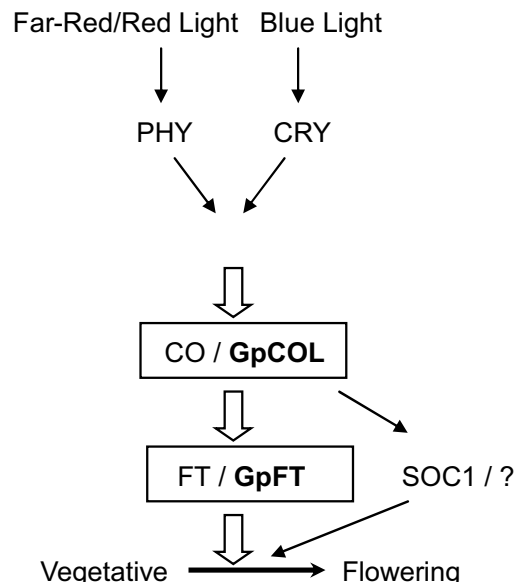 Far-Red/Red Light Blue Light
PHY CRY
CO / GpCOL
FT / GpFT SOC1 / ?
Vegetative Flowering